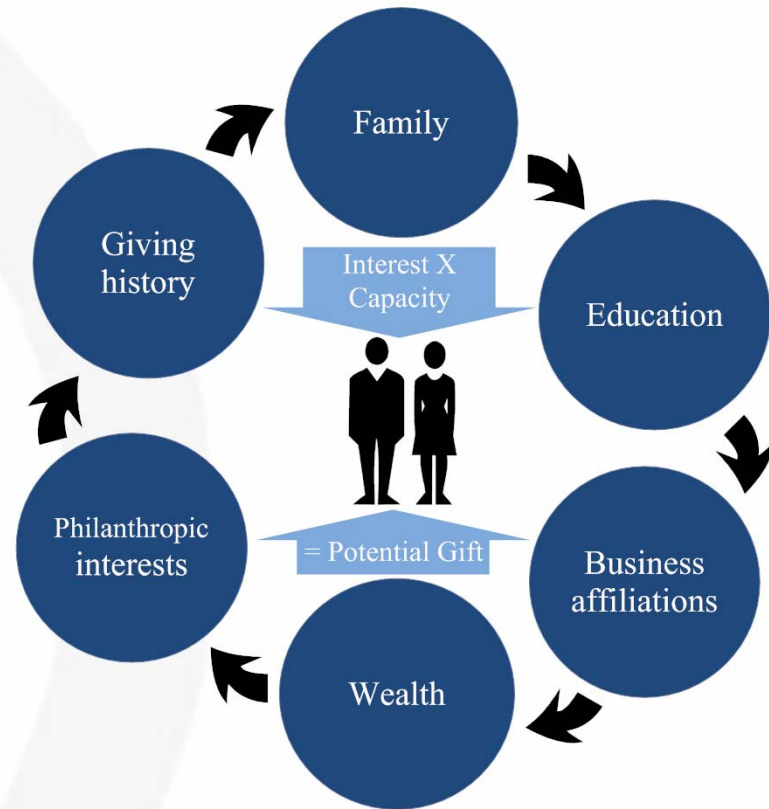 Family
Giving
history
Interest X
Capacity
Education
Philanthropic
interests
= Potential Gift
Business
affiliations
Wealth